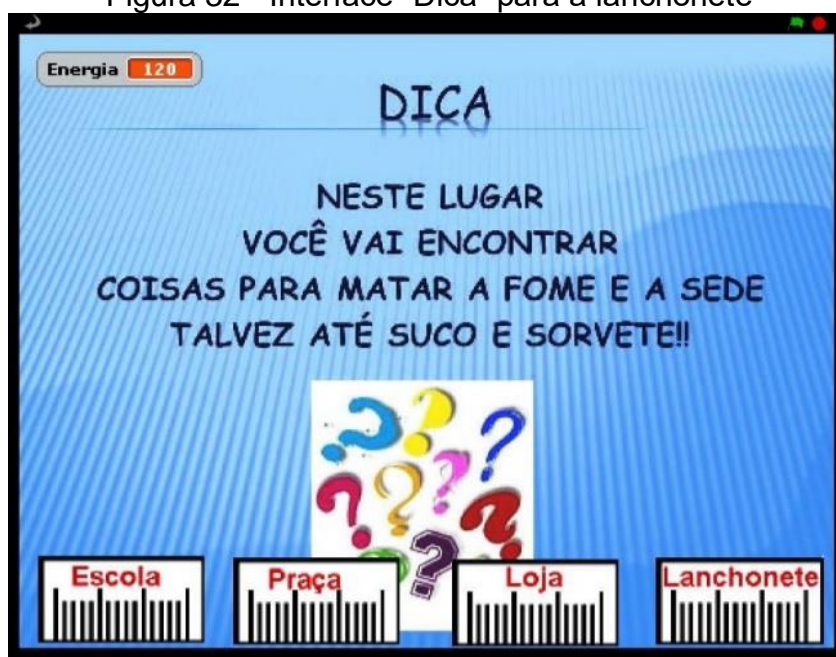 Figura 32 - Interface "Dica" para a lanchonete
Energia 120
DICA
NESTE LUGAR
VOCÊ VAI ENCONTRAR
COISAS PARA MATAR A FOME E A SEDE
TALVEZ ATÉ SUCO E SORVETE!!
Escola
Praça
Loja
Lanchonete